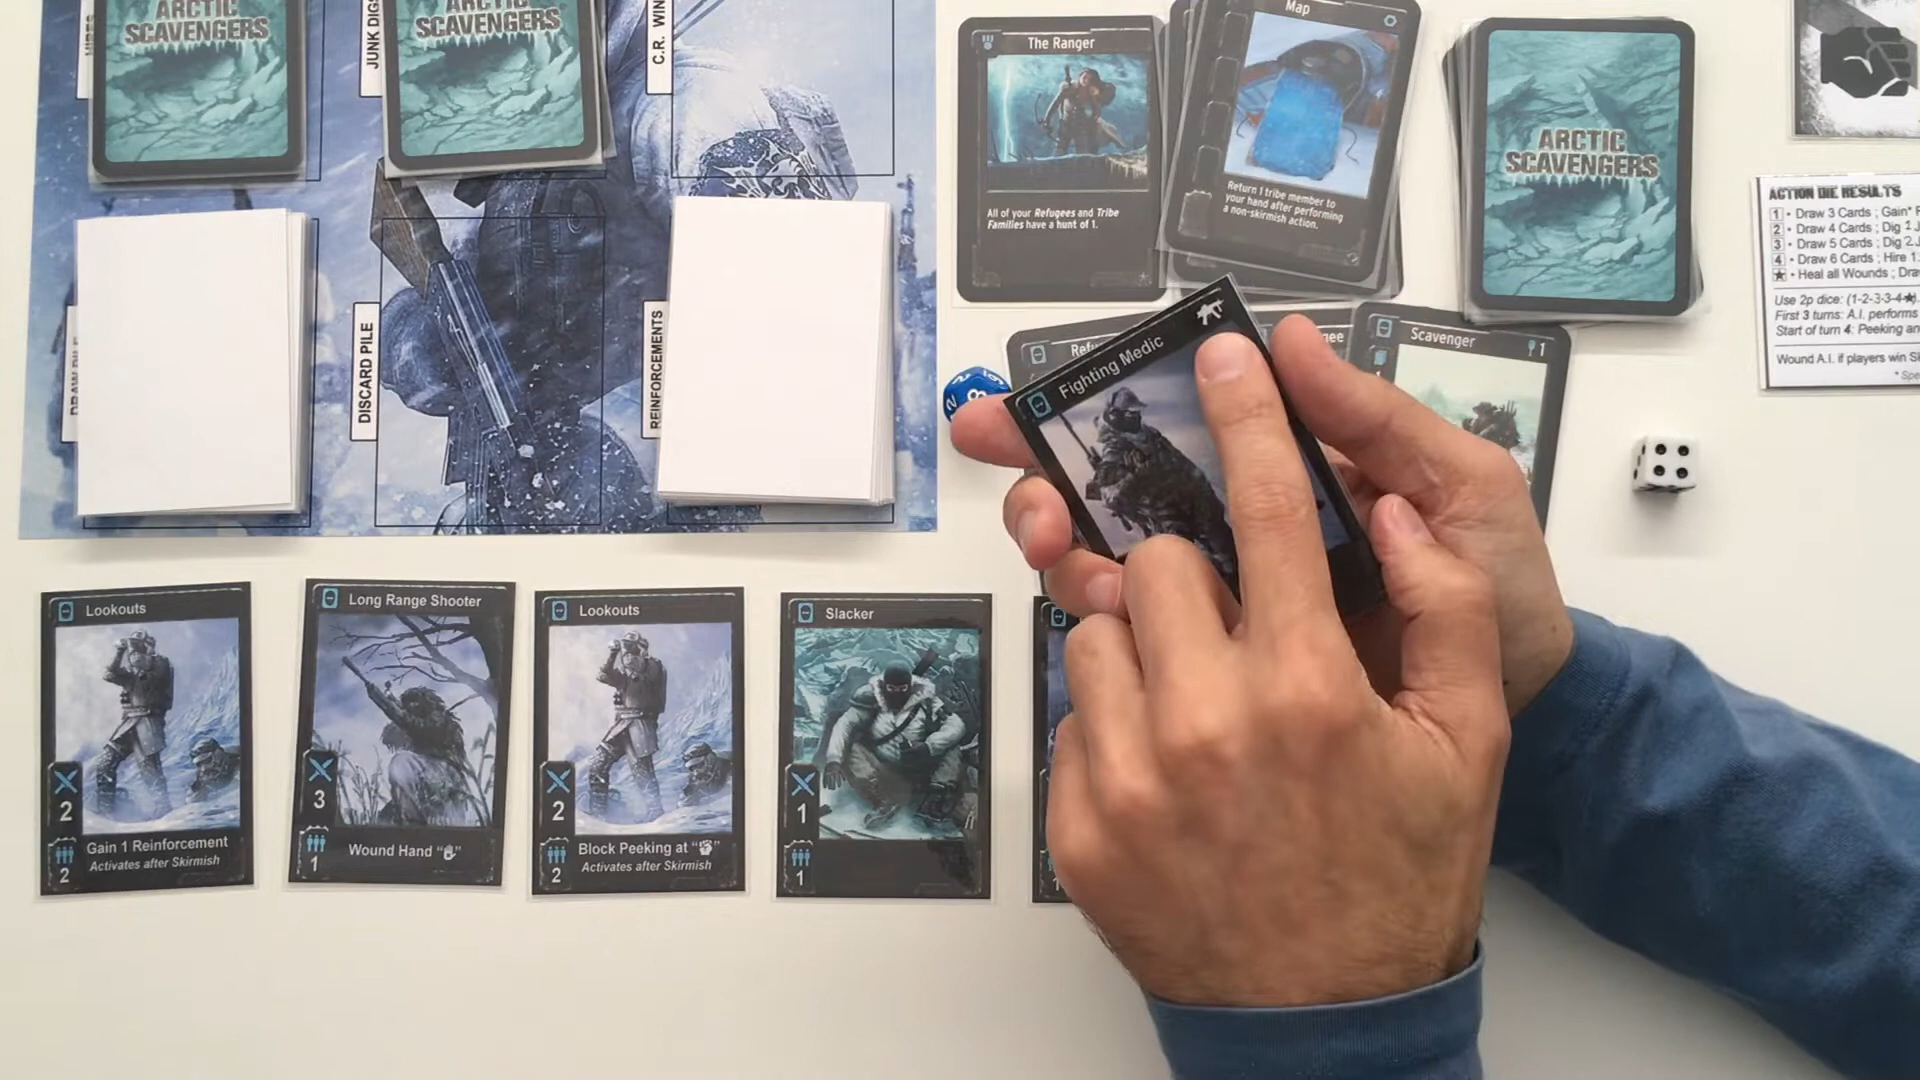 ARCTIC
SCAVENGERS
ARCTIC
SCAVENGERS
HIRES
JUNK DIGS
C.R. WIN
DISCARD PILE
REINFORCEMENTS
The Ranger
All of your Refugees and Tribe
Families have a hunt of 1.
Map
Return 1 tribe member to
your hand after performing
a non-skirmish action.
ARCTIC
SCAVENGERS
ACTION DIE RESULTS
1 • Draw 3 Cards ; Gain*
2 • Draw 4 Cards ; Dig 1
3 • Draw 5 Cards ; Dig 2
4 • Draw 6 Cards ; Hire 1
★ • Heal all Wounds ; Dra
Use 2p dice: (1-2-3-3-4-★)
First 3 turns: A.I. performs
Start of turn 4: Peeking an
Wound A.I. if players win S
* Spe
Scavenger
1
Fighting Medic
Lookouts
2
2
Gain 1 Reinforcement
Activates after Skirmish
Long Range Shooter
3
1
Wound Hand “ ”
Lookouts
2
2
Block Peeking at “ ”
Activates after Skirmish
Slacker
1
1